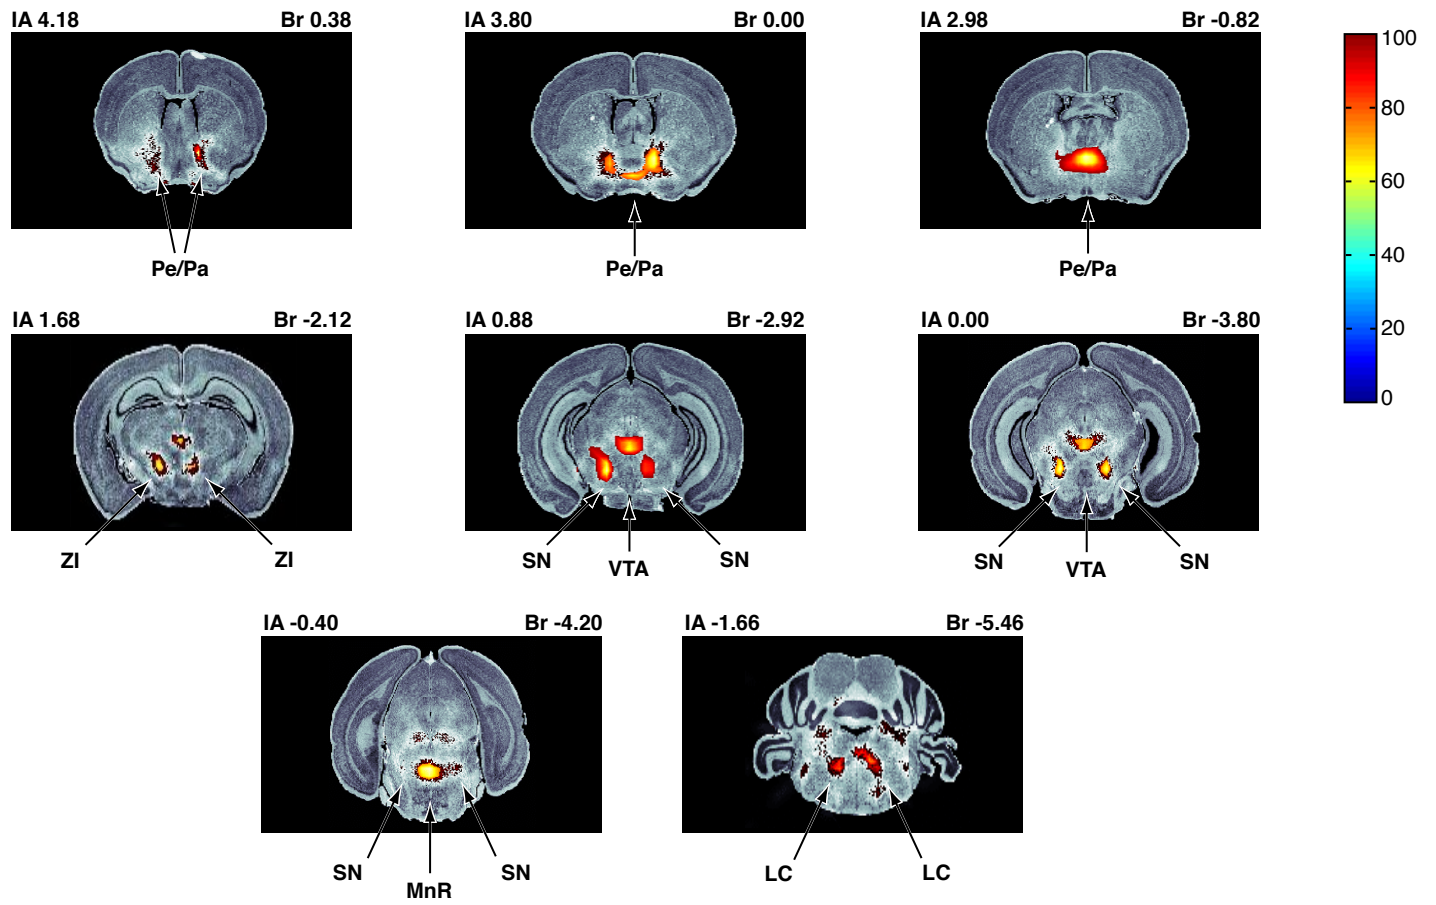 IA 4.18 Br 0.38 IA 3.80 Br 0.00 IA 2.98 Br -0.82
100
80
60
40
20
0
Pe/Pa Pe/Pa Pe/Pa
IA 1.68 Br -2.12 IA 0.88 Br -2.92 IA 0.00 Br -3.80
ZI ZI SN VTA SN SN VTA SN
IA -0.40 Br -4.20 IA -1.66 Br -5.46
SN MnR SN LC LC